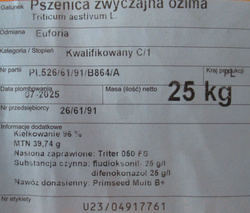 Gatunek Pszenica zwyczajna ozima
Triticum aestivum L.
Odmiana Euforia
Kategoria / Stopień Kwalifikowany C/1
Nr partii PL526/61/91/B864/A
Kraj produkcji
Data plombowania 07-2025 Masa (ilość) netto 25 kg
Nr przedsiębiorcy 26/61/91
Informacje dodatkowe
Kiełkowanie 96 %
MTN 39,74 g
Nasiona zaprawione: Triter 050 FS
Substancja czynna: fludioksonil- 25 g/l
difenokonazol 25 g/l
Nawóz donasienny: Primseed Multi B+
Nr etykiety U23/04917761